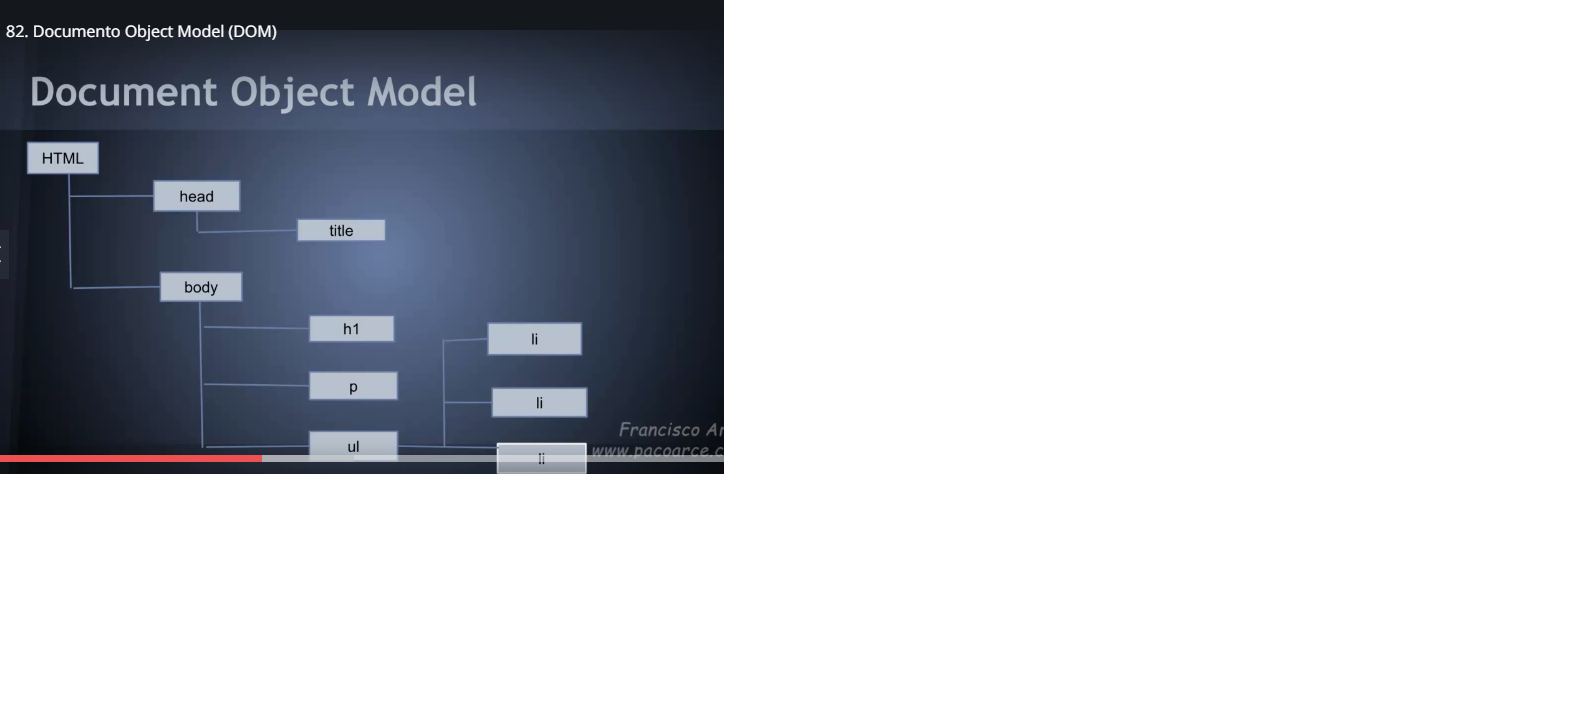 82. Documento Object Model (DOM)
Document Object Model
HTML
head
title
body
h1
p
ul
li
li
li
Francisco
www.pacoarce.c